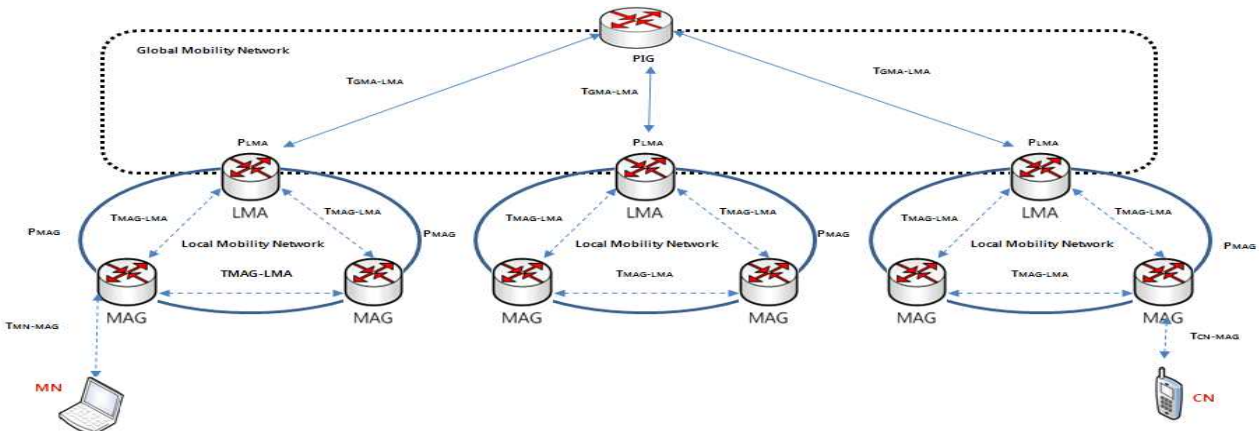 Global Mobility Network
PIG
TGMA-LMA
TGMA-LMA
TGMA-LMA
PLMA
PLMA
PLMA
LMA
LMA
LMA
TMAG-LMA
TMAG-LMA
TMAG-LMA
TMAG-LMA
TMAG-LMA
TMAG-LMA
PMAG
PMAG
PMAG
PMAG
Local Mobility Network
Local Mobility Network
Local Mobility Network
TMAG-LMA
TMAG-LMA
TMAG-LMA
MAG
MAG
MAG
MAG
MAG
MAG
TMN-MAG
TCN-MAG
MN
CN